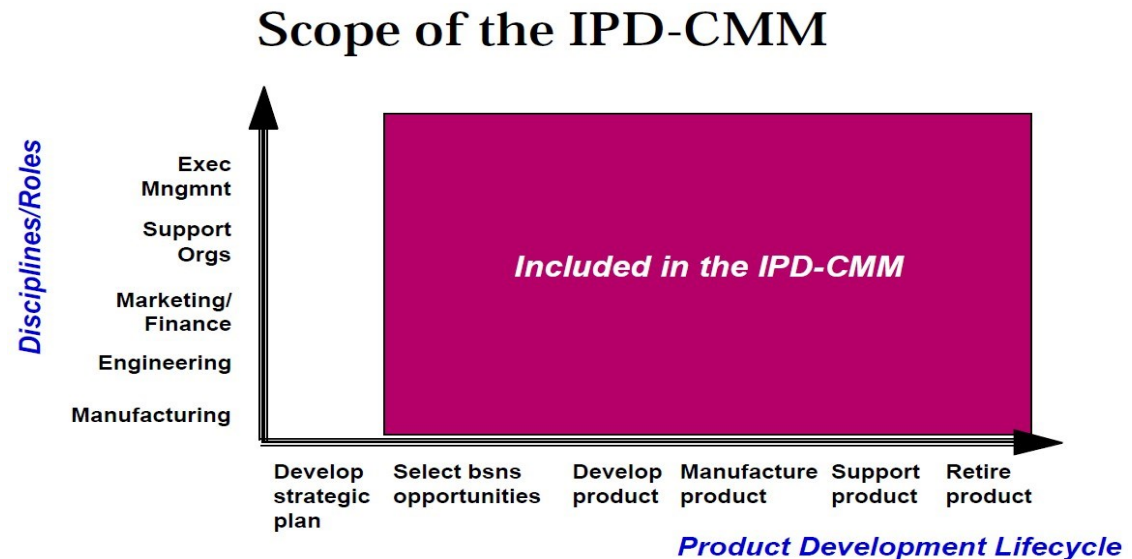 Scope of the IPD-CMM
Disciplines/Roles
Exec
Mngmnt
Support
Orgs
Marketing/
Finance
Engineering
Manufacturing
Included in the IPD-CMM
Develop
strategic
plan
Select bsns
opportunities
Develop
product
Manufacture
product
Support
product
Retire
product
Product Development Lifecycle